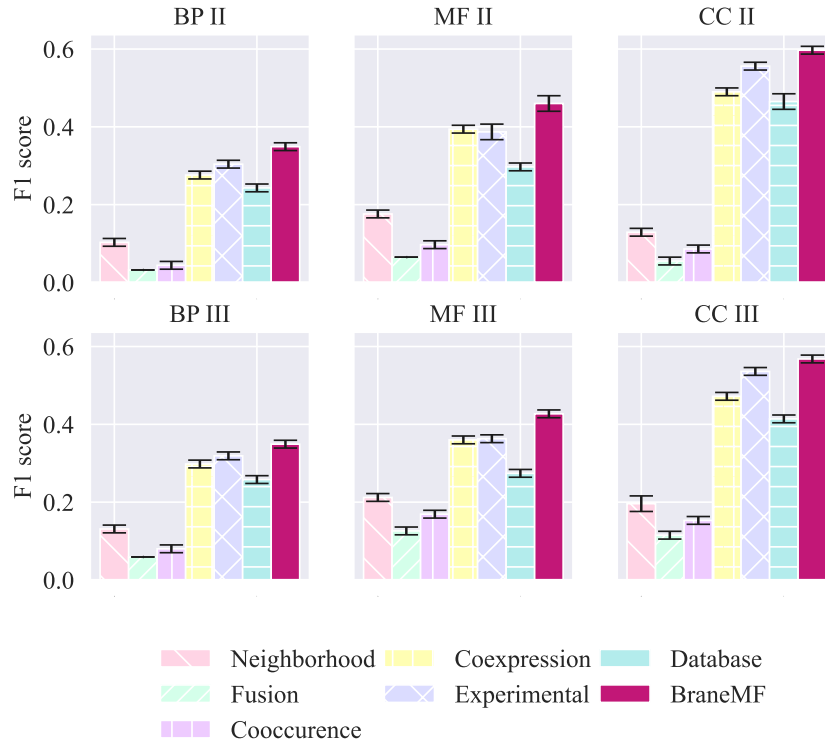 BP II MF II CC II
0.6
0.4
0.2
0.0
F1 score
BP III MF III CC III
0.6
0.4
0.2
0.0
F1 score
Neighborhood Coexpression Database
Fusion Experimental BraneMF
Cooccurence